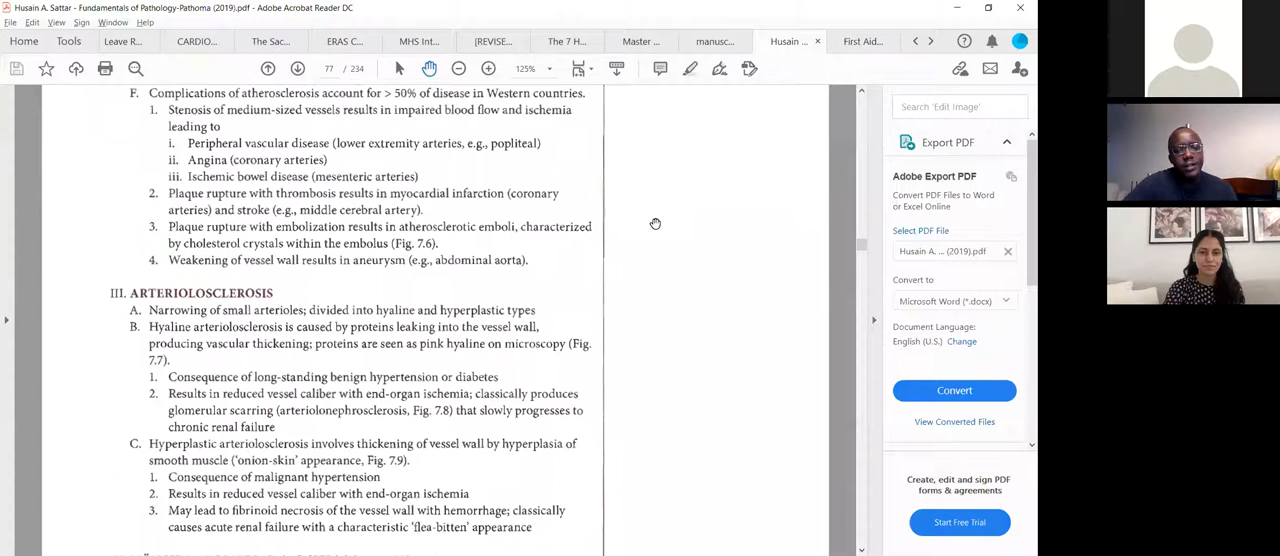 Husain A. Sattar - Fundamentals of Pathology-Pathoma (2019).pdf - Adobe Acrobat Reader DC
File Edit View Sign Window Help
Home Tools Leave R... CARDIO... The Sac... ERAS C... MHS Int... [REVISE... The 7 H... Master ... manusc... Husain ... × First Aid...
77 / 234 125%
F. Complications of atherosclerosis account for > 50% of disease in Western countries.
1. Stenosis of medium-sized vessels results in impaired blood flow and ischemia
leading to
i. Peripheral vascular disease (lower extremity arteries, e.g., popliteal)
ii. Angina (coronary arteries)
iii. Ischemic bowel disease (mesenteric arteries)
2. Plaque rupture with thrombosis results in myocardial infarction (coronary
arteries) and stroke (e.g., middle cerebral artery).
3. Plaque rupture with embolization results in atherosclerotic emboli, characterized
by cholesterol crystals within the embolus (Fig. 7.6).
4. Weakening of vessel wall results in aneurysm (e.g., abdominal aorta).
III. ARTERIOLOSCLEROSIS
A. Narrowing of small arterioles; divided into hyaline and hyperplastic types
B. Hyaline arteriolosclerosis is caused by proteins leaking into the vessel wall,
producing vascular thickening; proteins are seen as pink hyaline on microscopy (Fig.
7.7).
1. Consequence of long-standing benign hypertension or diabetes
2. Results in reduced vessel caliber with end-organ ischemia; classically produces
glomerular scarring (arteriolonephrosclerosis, Fig. 7.8) that slowly progresses to
chronic renal failure
C. Hyperplastic arteriolosclerosis involves thickening of vessel wall by hyperplasia of
smooth muscle ('onion-skin' appearance, Fig. 7.9).
1. Consequence of malignant hypertension
2. Results in reduced vessel caliber with end-organ ischemia
3. May lead to fibrinoid necrosis of the vessel wall with hemorrhage; classically
causes acute renal failure with a characteristic 'flea-bitten' appearance
Search 'Edit Image'
Export PDF
Adobe Export PDF
Convert PDF Files to Word
or Excel Online
Select PDF File
Husain A. ... (2019).pdf
Convert to
Microsoft Word (*.docx)
Document Language:
English (U.S.) Change
Convert
View Converted Files
Create, edit and sign PDF
forms & agreements
Start Free Trial